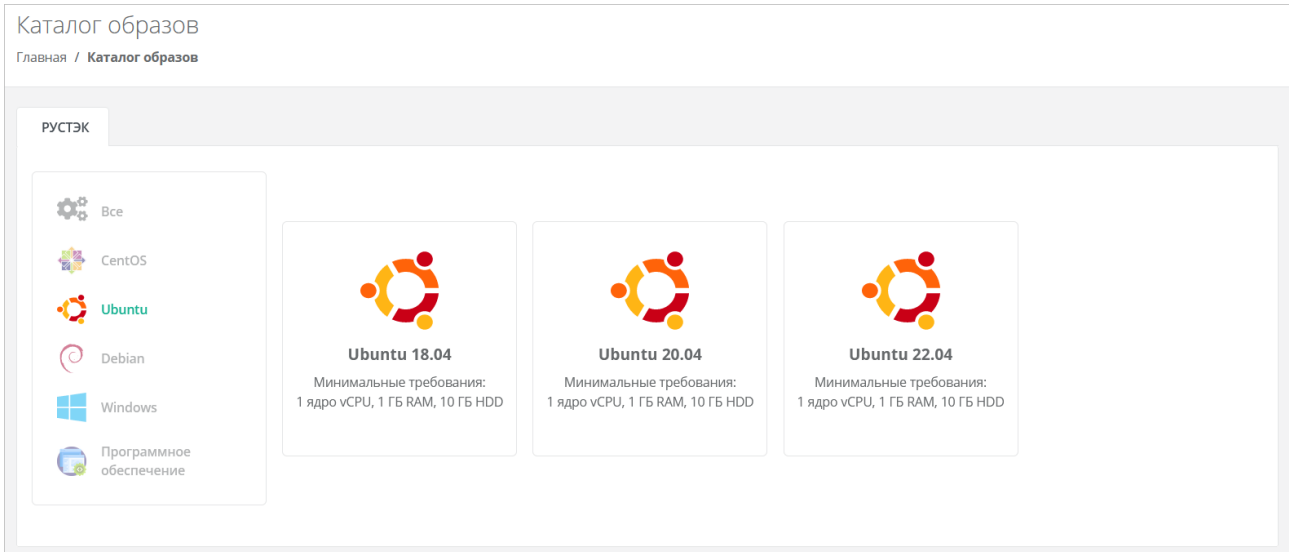 Каталог образов
Главная / Каталог образов
РУСТЭК
Все
CentOS
Ubuntu
Debian
Windows
Программное
обеспечение
Ubuntu 18.04
Минимальные требования:
1 ядро vCPU, 1 ГБ RAM, 10 ГБ HDD
Ubuntu 20.04
Минимальные требования:
1 ядро vCPU, 1 ГБ RAM, 10 ГБ HDD
Ubuntu 22.04
Минимальные требования:
1 ядро vCPU, 1 ГБ RAM, 10 ГБ HDD